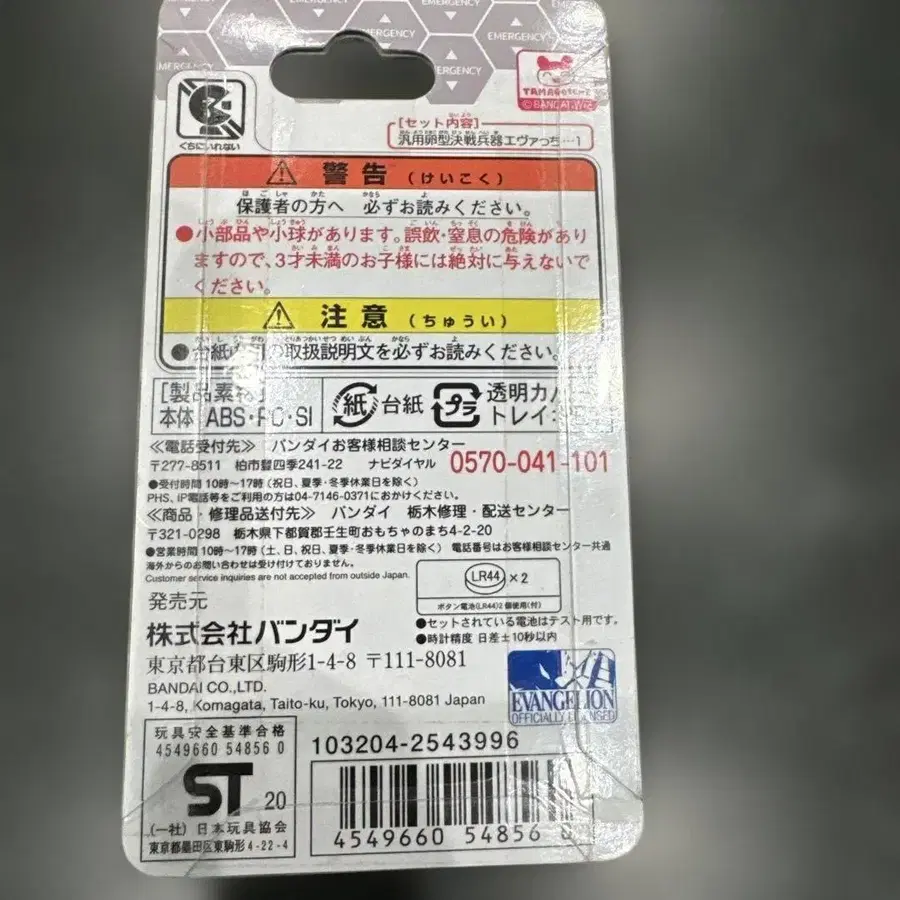 EMERGENCY EMERGENCY EMERGENCY
EMERGENCY EMERGENCY
EMERGENCY
TAMAGOTCHI
©BANDAI, WiZ
くちにいれない
[セット内容]
汎用卵型決戦兵器エヴァっち…1
警告 (けいこく)
保護者の方へ 必ずお読みください。
●小部品や小球があります。誤飲・窒息の危険があり
ますので、3才未満のお子様には絶対に与えないで
ください。
注意 (ちゅうい)
●台紙内面の取扱説明文を必ずお読みください。
[製品素材]
本体 ABS・PC・SI
紙 台紙
プラ 透明カバ
トレイ:
≪電話受付先≫ バンダイお客様相談センター
〒277-8511 柏市豊四季241-22 ナビダイヤル 0570-041-101
●受付時間 10時〜17時 (祝日、夏季・冬季休業日を除く)
PHS、IP電話等をご利用の方は04-7146-0371におかけください。
≪商品・修理品送付先≫ バンダイ 栃木修理・配送センター
〒321-0298 栃木県下都賀郡壬生町おもちゃのまち4-2-20
●営業時間 10時〜17時 (土、日、祝日、夏季・冬季休業日を除く) 電話番号はお客様相談センター共通
海外からのお問い合わせは受け付けておりません。
Customer service inquiries are not accepted from outside Japan.
LR44 ×2
ボタン電池(LR44)2個使用(付)
●セットされている電池はテスト用です。
●時計精度 日差±10秒以内
発売元
株式会社バンダイ
東京都台東区駒形1-4-8 〒111-8081
BANDAI CO.,LTD.
1-4-8, Komagata, Taito-ku, Tokyo, 111-8081 Japan
EVANGELION
OFFICIALLY LICENSED
玩具安全基準合格
4549660 54856 0
ST 20
(一社) 日本玩具協会
東京都墨田区東駒形4-22-4
103204-2543996
4549660 54856